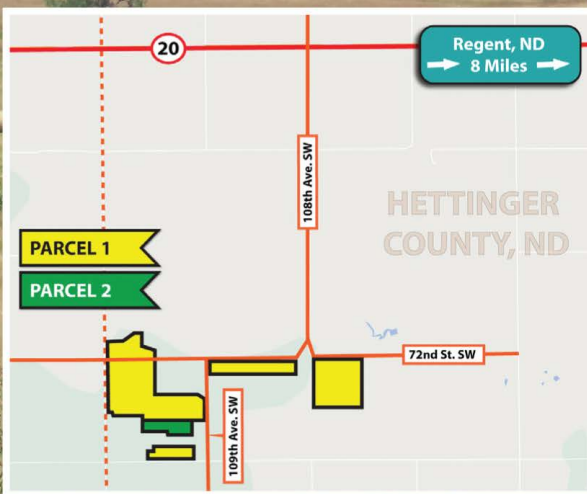 20
Regent, ND
8 Miles
108th Ave. SW
HETTINGER
COUNTY, ND
PARCEL 1
PARCEL 2
72nd St. SW
109th Ave. SW